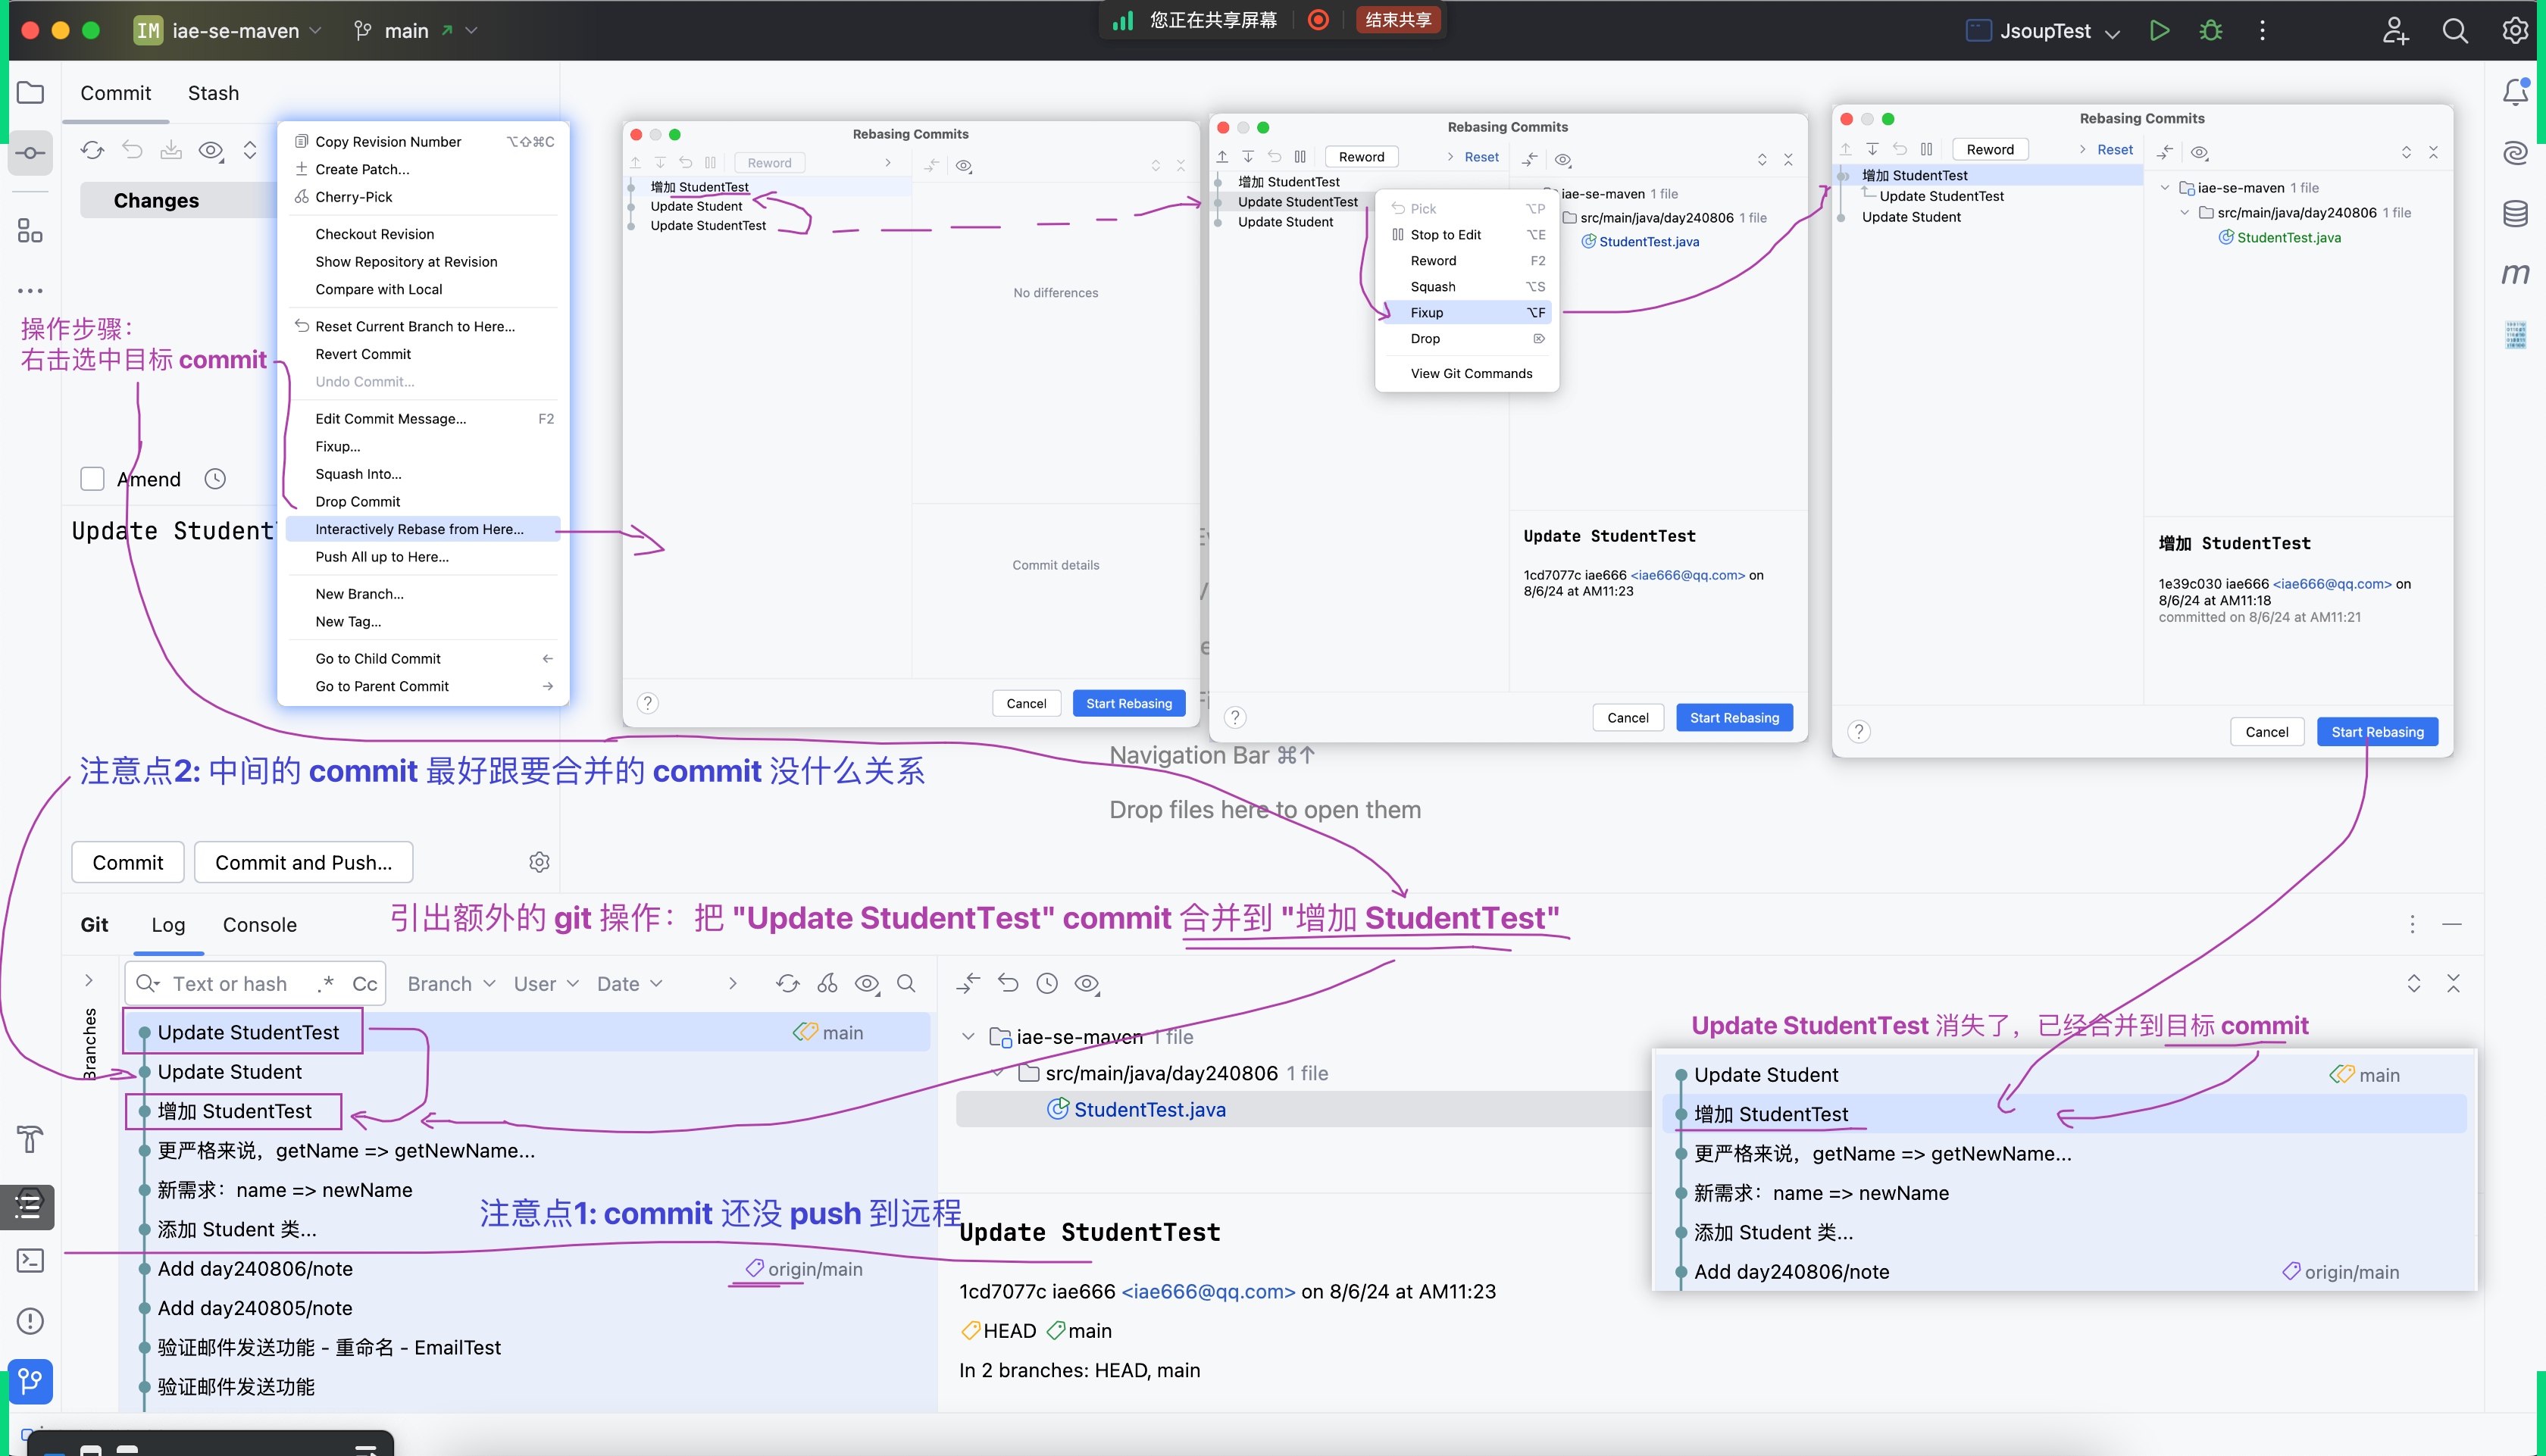 IM iae-se-maven
main
您正在共享屏幕
结束共享
JsoupTest
Commit
Stash
Changes
操作步骤：
右击选中目标 commit
Amend
Update Student
Commit
Commit and Push...
Copy Revision Number ⌥⇧⌘C
Create Patch...
Cherry-Pick
Checkout Revision
Show Repository at Revision
Compare with Local
Reset Current Branch to Here...
Revert Commit
Undo Commit...
Edit Commit Message... F2
Fixup...
Squash Into...
Drop Commit
Interactively Rebase from Here...
Push All up to Here...
New Branch...
New Tag...
Go to Child Commit ←
Go to Parent Commit →
Rebasing Commits
Reword
增加 StudentTest
Update Student
Update StudentTest
No differences
Commit details
?
Cancel
Start Rebasing
Rebasing Commits
Reword
Reset
增加 StudentTest
Update StudentTest
Update Student
Pick ⌥P
Stop to Edit ⌥E
Reword F2
Squash ⌥S
Fixup ⌥F
Drop ⌦
View Git Commands
iae-se-maven 1 file
src/main/java/day240806 1 file
StudentTest.java
Update StudentTest
1cd7077c iae666 <iae666@qq.com> on
8/6/24 at AM11:23
?
Cancel
Start Rebasing
Rebasing Commits
Reword
Reset
增加 StudentTest
Update StudentTest
Update Student
iae-se-maven 1 file
src/main/java/day240806 1 file
StudentTest.java
增加 StudentTest
1e39c030 iae666 <iae666@qq.com> on
8/6/24 at AM11:18
committed on 8/6/24 at AM11:21
?
Cancel
Start Rebasing
注意点2: 中间的 commit 最好跟要合并的 commit 没什么关系
Navigation Bar ⌘↑
Drop files here to open them
引出额外的 git 操作：把 "Update StudentTest" commit 合并到 "增加 StudentTest"
Git
Log
Console
Branches
Text or hash .* Cc
Branch
User
Date
Update StudentTest main
Update Student
增加 StudentTest
更严格来说，getName => getNewName...
新需求：name => newName
添加 Student 类...
Add day240806/note origin/main
Add day240805/note
验证邮件发送功能 - 重命名 - EmailTest
验证邮件发送功能
注意点1: commit 还没 push 到远程
iae-se-maven 1 file
src/main/java/day240806 1 file
StudentTest.java
Update StudentTest
1cd7077c iae666 <iae666@qq.com> on 8/6/24 at AM11:23
HEAD main
In 2 branches: HEAD, main
Update StudentTest 消失了，已经合并到目标 commit
Update Student main
增加 StudentTest
更严格来说，getName => getNewName...
新需求：name => newName
添加 Student 类...
Add day240806/note origin/main